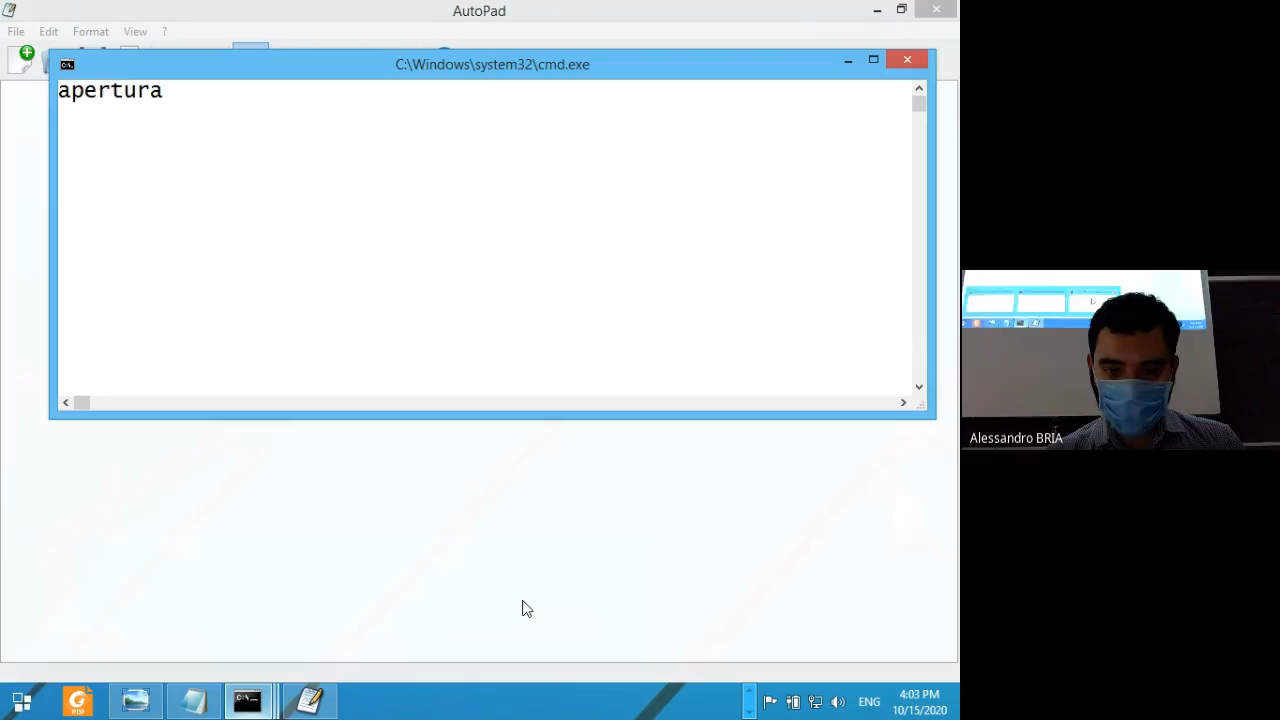 AutoPad
File Edit Format View ?
C:\Windows\system32\cmd.exe
apertura
Alessandro BRIA
PDF
C:\
ENG
4:03 PM
10/15/2020